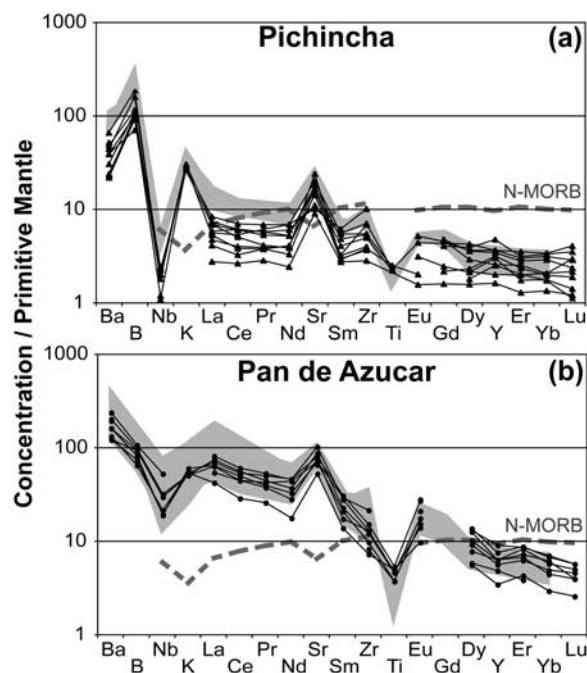 Concentration / Primitive Mantle
1000
Pichincha
(a)
100
10
N-MORB
1
Ba Nb La Pr Sr Zr Eu Dy Er Lu
B K Ce Nd Sm Ti Gd Y Yb
1000
Pan de Azucar
(b)
100
N-MORB
10
1
Ba Nb La Pr Sr Zr Eu Dy Er Lu
B K Ce Nd Sm Ti Gd Y Yb